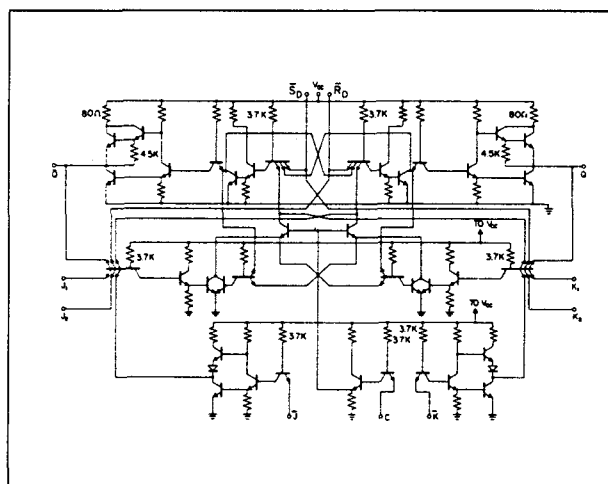 S̄D VCC R̄D
80Ω 3.7K 3.7K 80Ω
4.5K 4.5K
Q̄ Q
TO VCC
3.7K 3.7K
J1 K1
J2 K2
TO VCC
3.7K 3.7K
3.7K
J̄ C K̄